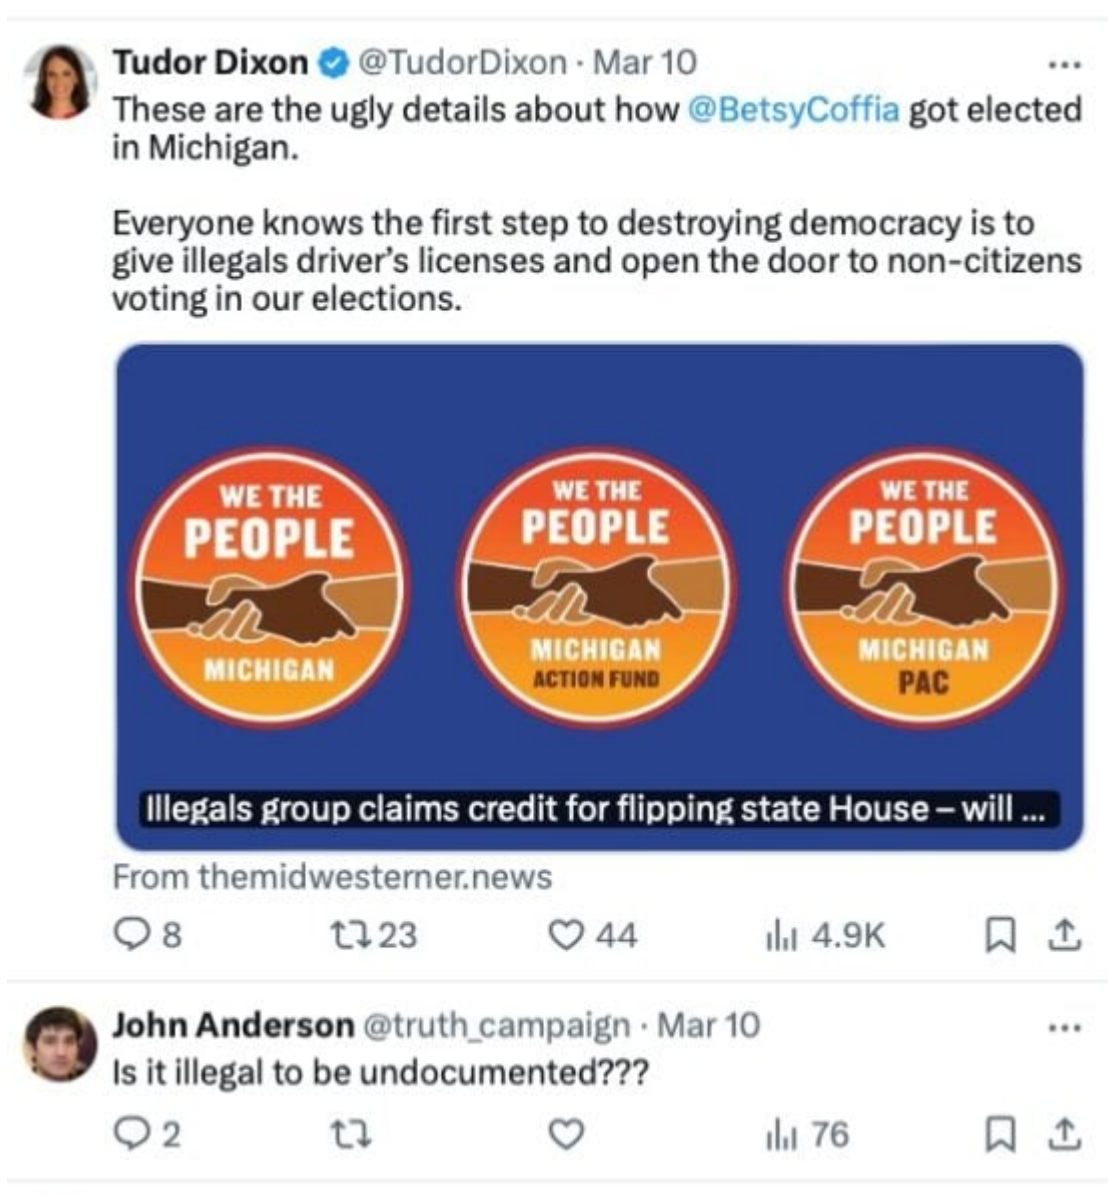 Tudor Dixon @TudorDixon · Mar 10
These are the ugly details about how @BetsyCoffia got elected
in Michigan.
Everyone knows the first step to destroying democracy is to
give illegals driver's licenses and open the door to non-citizens
voting in our elections.
WE THE
PEOPLE
MICHIGAN
WE THE
PEOPLE
MICHIGAN
ACTION FUND
WE THE
PEOPLE
MICHIGAN
PAC
Illegals group claims credit for flipping state House – will ...
From themidwesterner.news
8 23 44 4.9K
John Anderson @truth_campaign · Mar 10
Is it illegal to be undocumented???
2 76